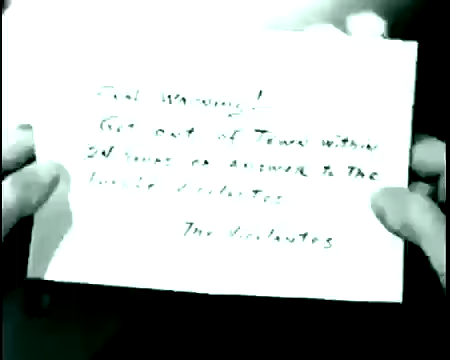 Final Warning!
Get out of Town within
24 hours or answer to the
Vigilantes
The Vigilantes